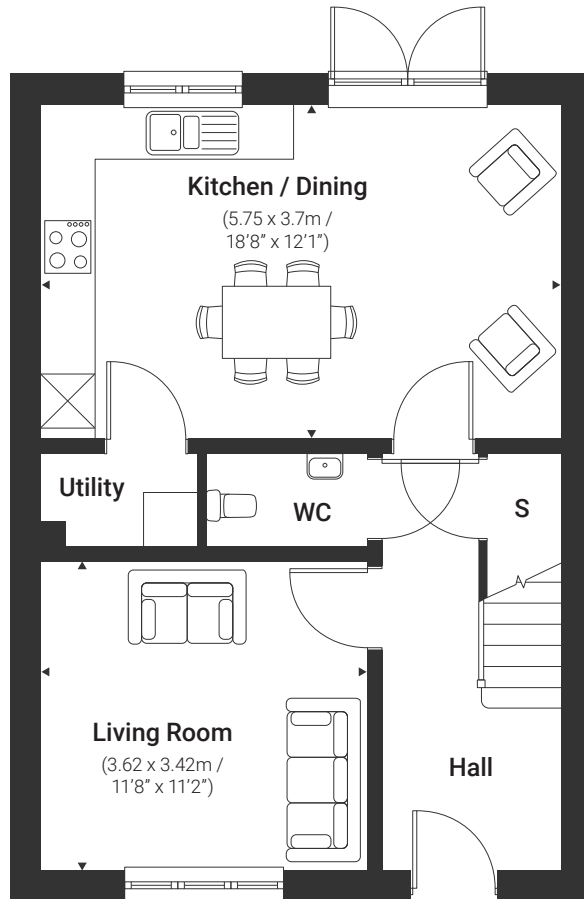 Kitchen / Dining
(5.75 x 3.7m /
18’8” x 12’1”)
Utility
WC
S
Living Room
(3.62 x 3.42m /
11’8” x 11’2”)
Hall